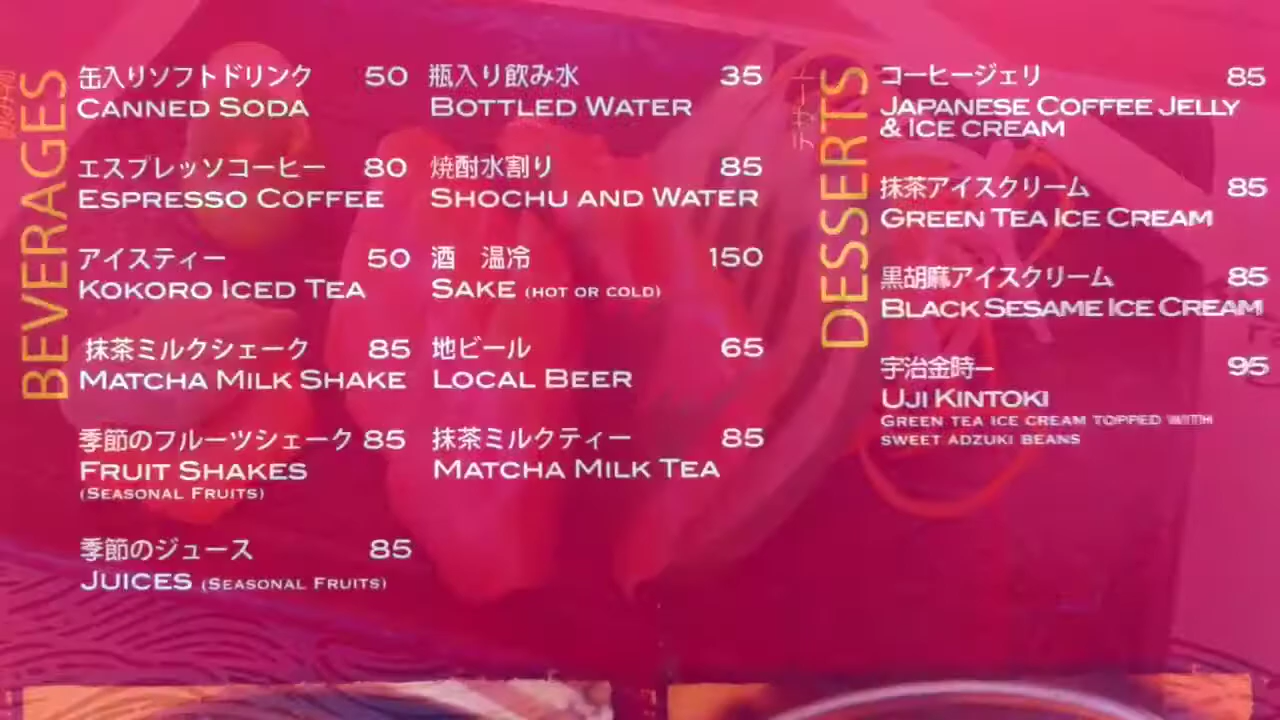 BEVERAGES
缶入りソフトドリンク 50
CANNED SODA
エスプレッソコーヒー 80
ESPRESSO COFFEE
アイスティー 50
KOKORO ICED TEA
抹茶ミルクシェーク 85
MATCHA MILK SHAKE
季節のフルーツシェーク 85
FRUIT SHAKES
(SEASONAL FRUITS)
季節のジュース 85
JUICES (SEASONAL FRUITS)
瓶入り飲み水 35
BOTTLED WATER
焼酎水割り 85
SHOCHU AND WATER
酒 温冷 150
SAKE (HOT OR COLD)
地ビール 65
LOCAL BEER
抹茶ミルクティー 85
MATCHA MILK TEA
デザート
DESSERTS
コーヒージェリ 85
JAPANESE COFFEE JELLY
& ICE CREAM
抹茶アイスクリーム 85
GREEN TEA ICE CREAM
黒胡麻アイスクリーム 85
BLACK SESAME ICE CREAM
宇治金時ー 95
UJI KINTOKI
GREEN TEA ICE CREAM TOPPED WITH
SWEET ADZUKI BEANS